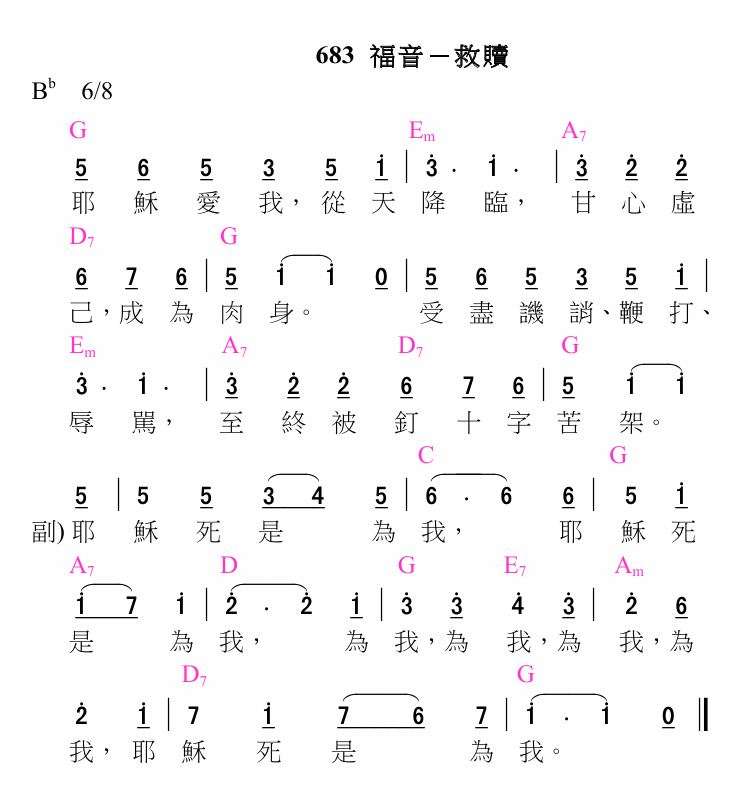 683 福音－救贖
B♭ 6/8
G Em A7
5 6 5 3 5 i | 3̇ . i . | 3̇ 2̇ 2̇
耶 穌 愛 我， 從 天 降 臨， 甘 心 虛
D7 G
6 7 6 | 5 i i 0 | 5 6 5 3 5 i |
己，成 為 肉 身。 受 盡 譏 誚、鞭 打、
Em A7 D7 G
3̇ . i . | 3̇ 2̇ 2̇ 6 7 6 | 5 i i
辱 罵， 至 終 被 釘 十 字 苦 架。
C G
5 | 5 5 3 4 5 | 6 . 6 6 | 5 i
副) 耶 穌 死 是 為 我， 耶 穌 死
A7 D G E7 Am
i 7 i | 2̇ . 2̇ i | 3̇ 3̇ 4̇ 3̇ | 2̇ 6
是 為 我， 為 我，為 我，為 我，為
D7 G
2̇ i | 7 i 7 6 7 | i . i 0 ‖
我， 耶 穌 死 是 為 我。